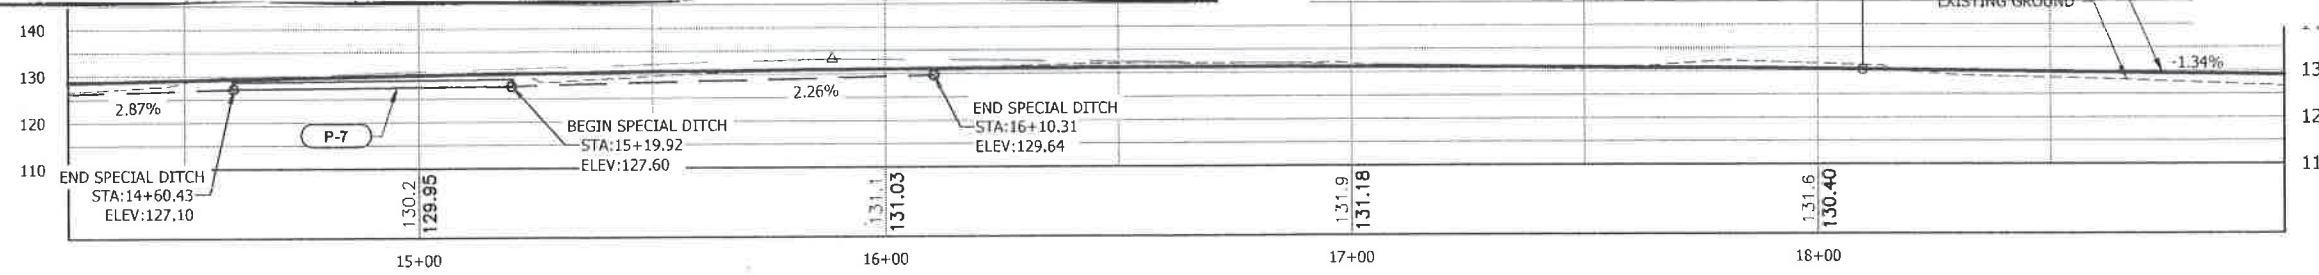 EXISTING GROUND
140
130
120
110
2.87%
P-7
2.26%
-1.34%
13
12
11
END SPECIAL DITCH
STA:14+60.43
ELEV:127.10
BEGIN SPECIAL DITCH
STA:15+19.92
ELEV:127.60
END SPECIAL DITCH
STA:16+10.31
ELEV:129.64
130.2
129.95
131.1
131.03
131.9
131.18
131.6
130.40
15+00
16+00
17+00
18+00